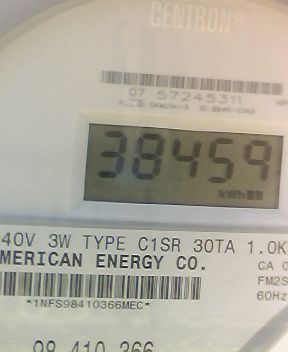 CENTRON
07 57245311
38459
kWh
40V 3W TYPE C1SR 30TA 1.0K
MERICAN ENERGY CO.
CA 0
FM2S
*1NFS98410366MEC*
60Hz
98 410 366